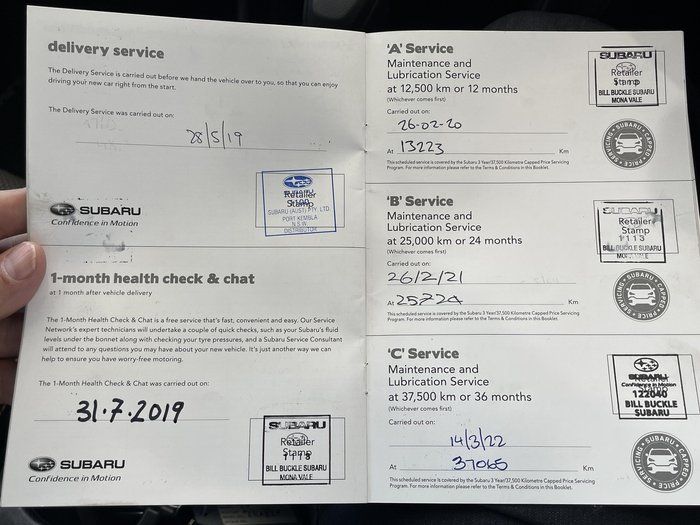 delivery service
The Delivery Service is carried out before we hand the vehicle over to you, so that you can enjoy
driving your new car right from the start.
The Delivery Service was carried out on:
28/5/19
SUBARU
Confidence in Motion
SUBARU
Retailer
Stamp
SUBARU (AUST) PTY. LTD.
PORT KEMBLA
N.S.W.
DISTRIBUTOR
1-month health check & chat
at 1 month after vehicle delivery
The 1-Month Health Check & Chat is a free service that's fast, convenient and easy. Our Service
Network's expert technicians will undertake a couple of quick checks, such as your Subaru's fluid
levels under the bonnet along with checking your tyre pressures, and a Subaru Service Consultant
will attend to any questions you may have about your new vehicle. It's just another way we can
help to ensure you have worry-free motoring.
The 1-Month Health Check & Chat was carried out on:
31.7.2019
SUBARU
Confidence in Motion
SUBARU
Retailer
Stamp
BILL BUCKLE SUBARU
MONA VALE
'A' Service
Maintenance and
Lubrication Service
at 12,500 km or 12 months
(Whichever comes first)
Carried out on:
26-02-20
At 13223 Km
This scheduled service is covered by the Subaru 3 Year/37,500 Kilometre Capped Price Servicing
Program. For more information please refer to the Terms & Conditions in this Booklet.
SUBARU
Retailer
Stamp
BILL BUCKLE SUBARU
MONA VALE
SUBARU CAPPED PRICE SERVICING
'B' Service
Maintenance and
Lubrication Service
at 25,000 km or 24 months
(Whichever comes first)
Carried out on:
26/2/21
At 25724 Km
This scheduled service is covered by the Subaru 3 Year/37,500 Kilometre Capped Price Servicing
Program. For more information please refer to the Terms & Conditions in this Booklet.
SUBARU
Retailer
Stamp
1113
BILL BUCKLE SUBARU
MONA VALE
SUBARU CAPPED PRICE SERVICING
'C' Service
Maintenance and
Lubrication Service
at 37,500 km or 36 months
(Whichever comes first)
Carried out on:
14/3/22
At 37065 Km
This scheduled service is covered by the Subaru 3 Year/37,500 Kilometre Capped Price Servicing
Program. For more information please refer to the Terms & Conditions in this Booklet.
SUBARU
Confidence in Motion
Stamp
122040
BILL BUCKLE
SUBARU
SUBARU CAPPED PRICE SERVICING